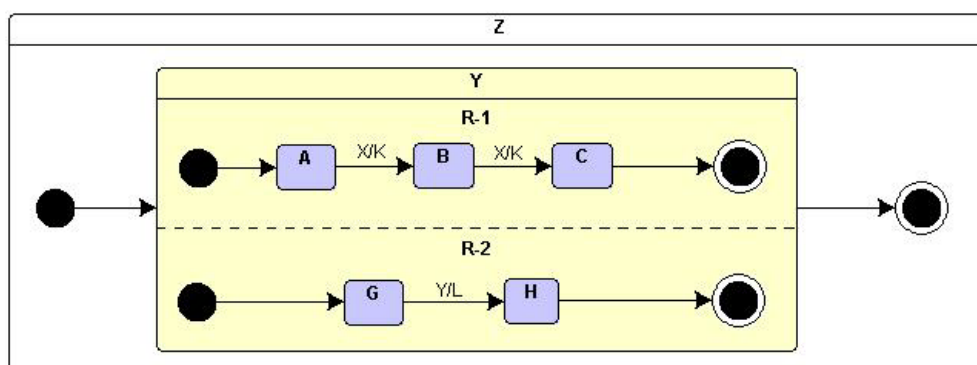 Z
Y
R-1
A X/K B X/K C
R-2
G Y/L H